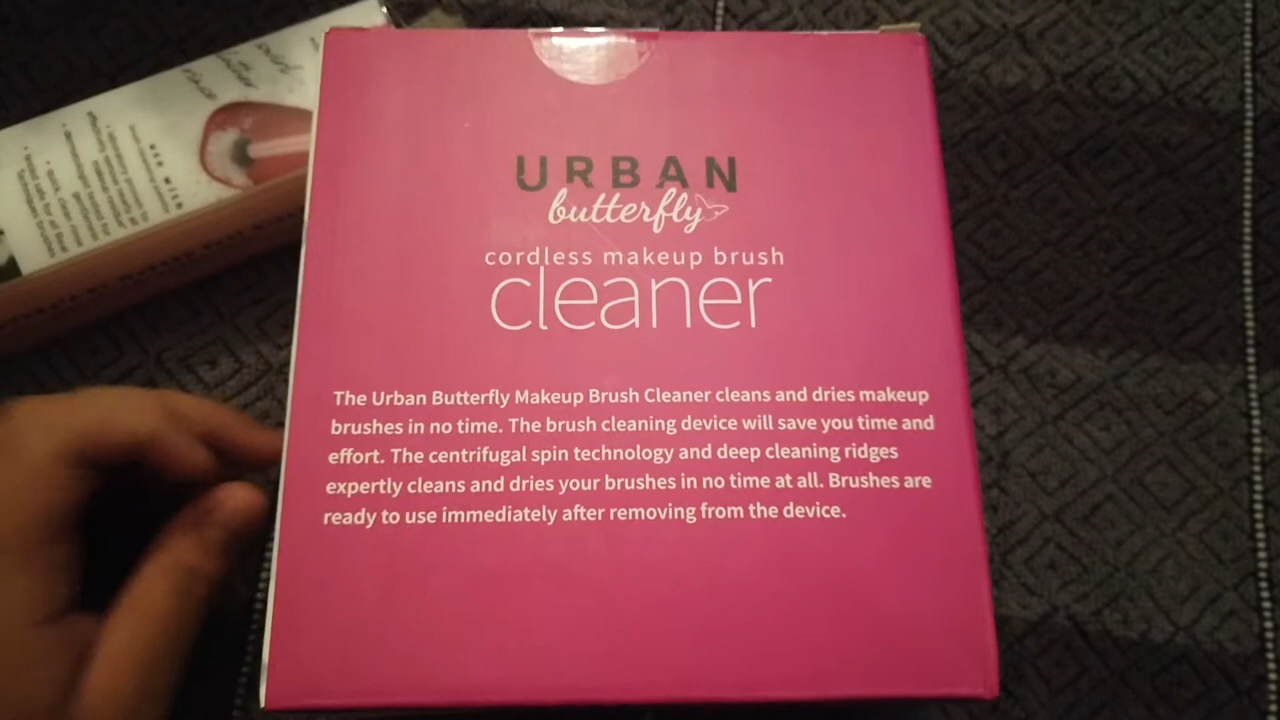 URBAN
butterfly
cordless makeup brush
cleaner
The Urban Butterfly Makeup Brush Cleaner cleans and dries makeup
brushes in no time. The brush cleaning device will save you time and
effort. The centrifugal spin technology and deep cleaning ridges
expertly cleans and dries your brushes in no time at all. Brushes are
ready to use immediately after removing from the device.
use with